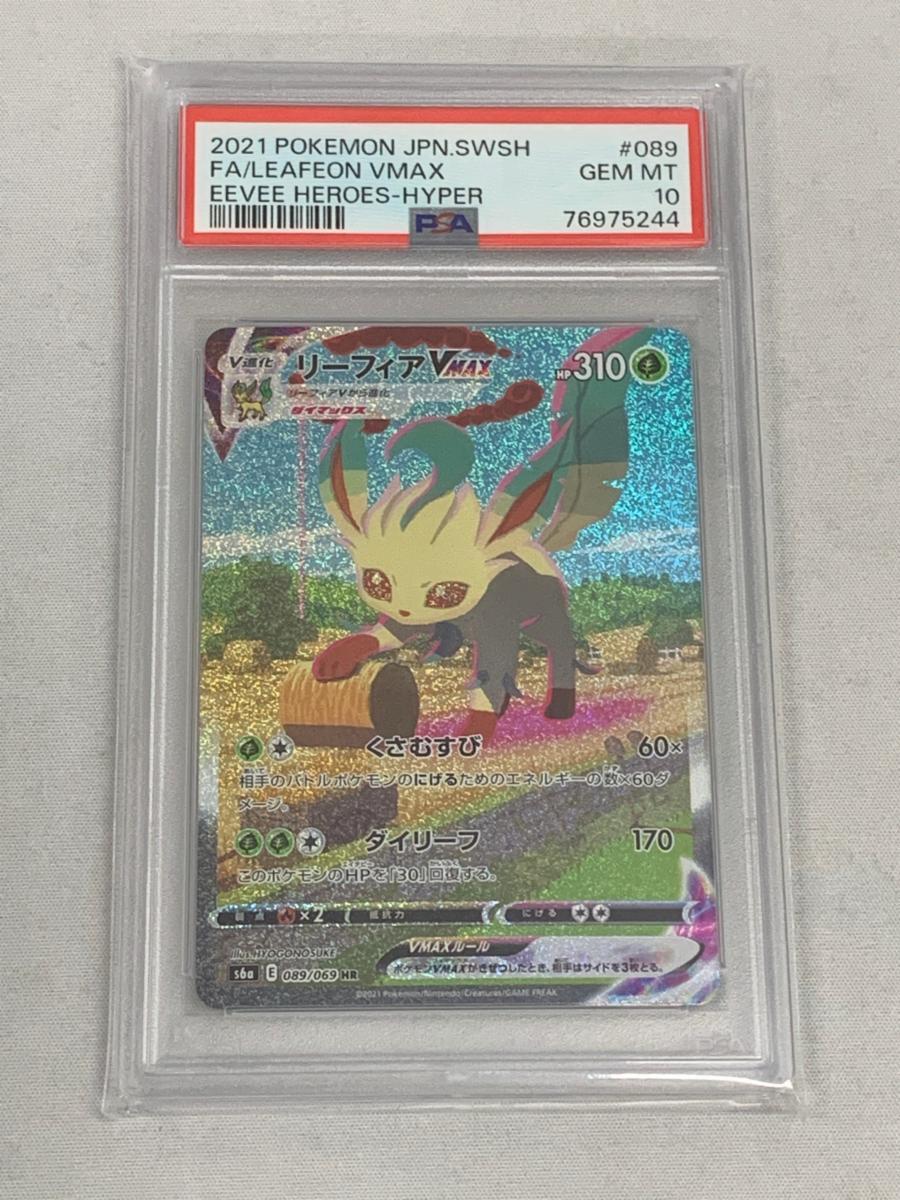 2021 POKEMON JPN.SWSH #089
FA/LEAFEON VMAX GEM MT
EEVEE HEROES-HYPER 10
PSA 76975244
V進化 リーフィアVMAX HP310
リーフィアVから進化
ダイマックス
くさむすび 60×
相手のバトルポケモンのにげるためのエネルギーの数×60ダ
メージ。
ダイリーフ 170
このポケモンのHPを「30」回復する。
弱点 ×2 抵抗力 にげる
Illus. HYOGONOSUKE
VMAXルール
s6a E 089/069 HR
ポケモンVMAXがきぜつしたとき、相手はサイドを3枚とる。
©2021 Pokémon/Nintendo/Creatures/GAME FREAK.
PSA